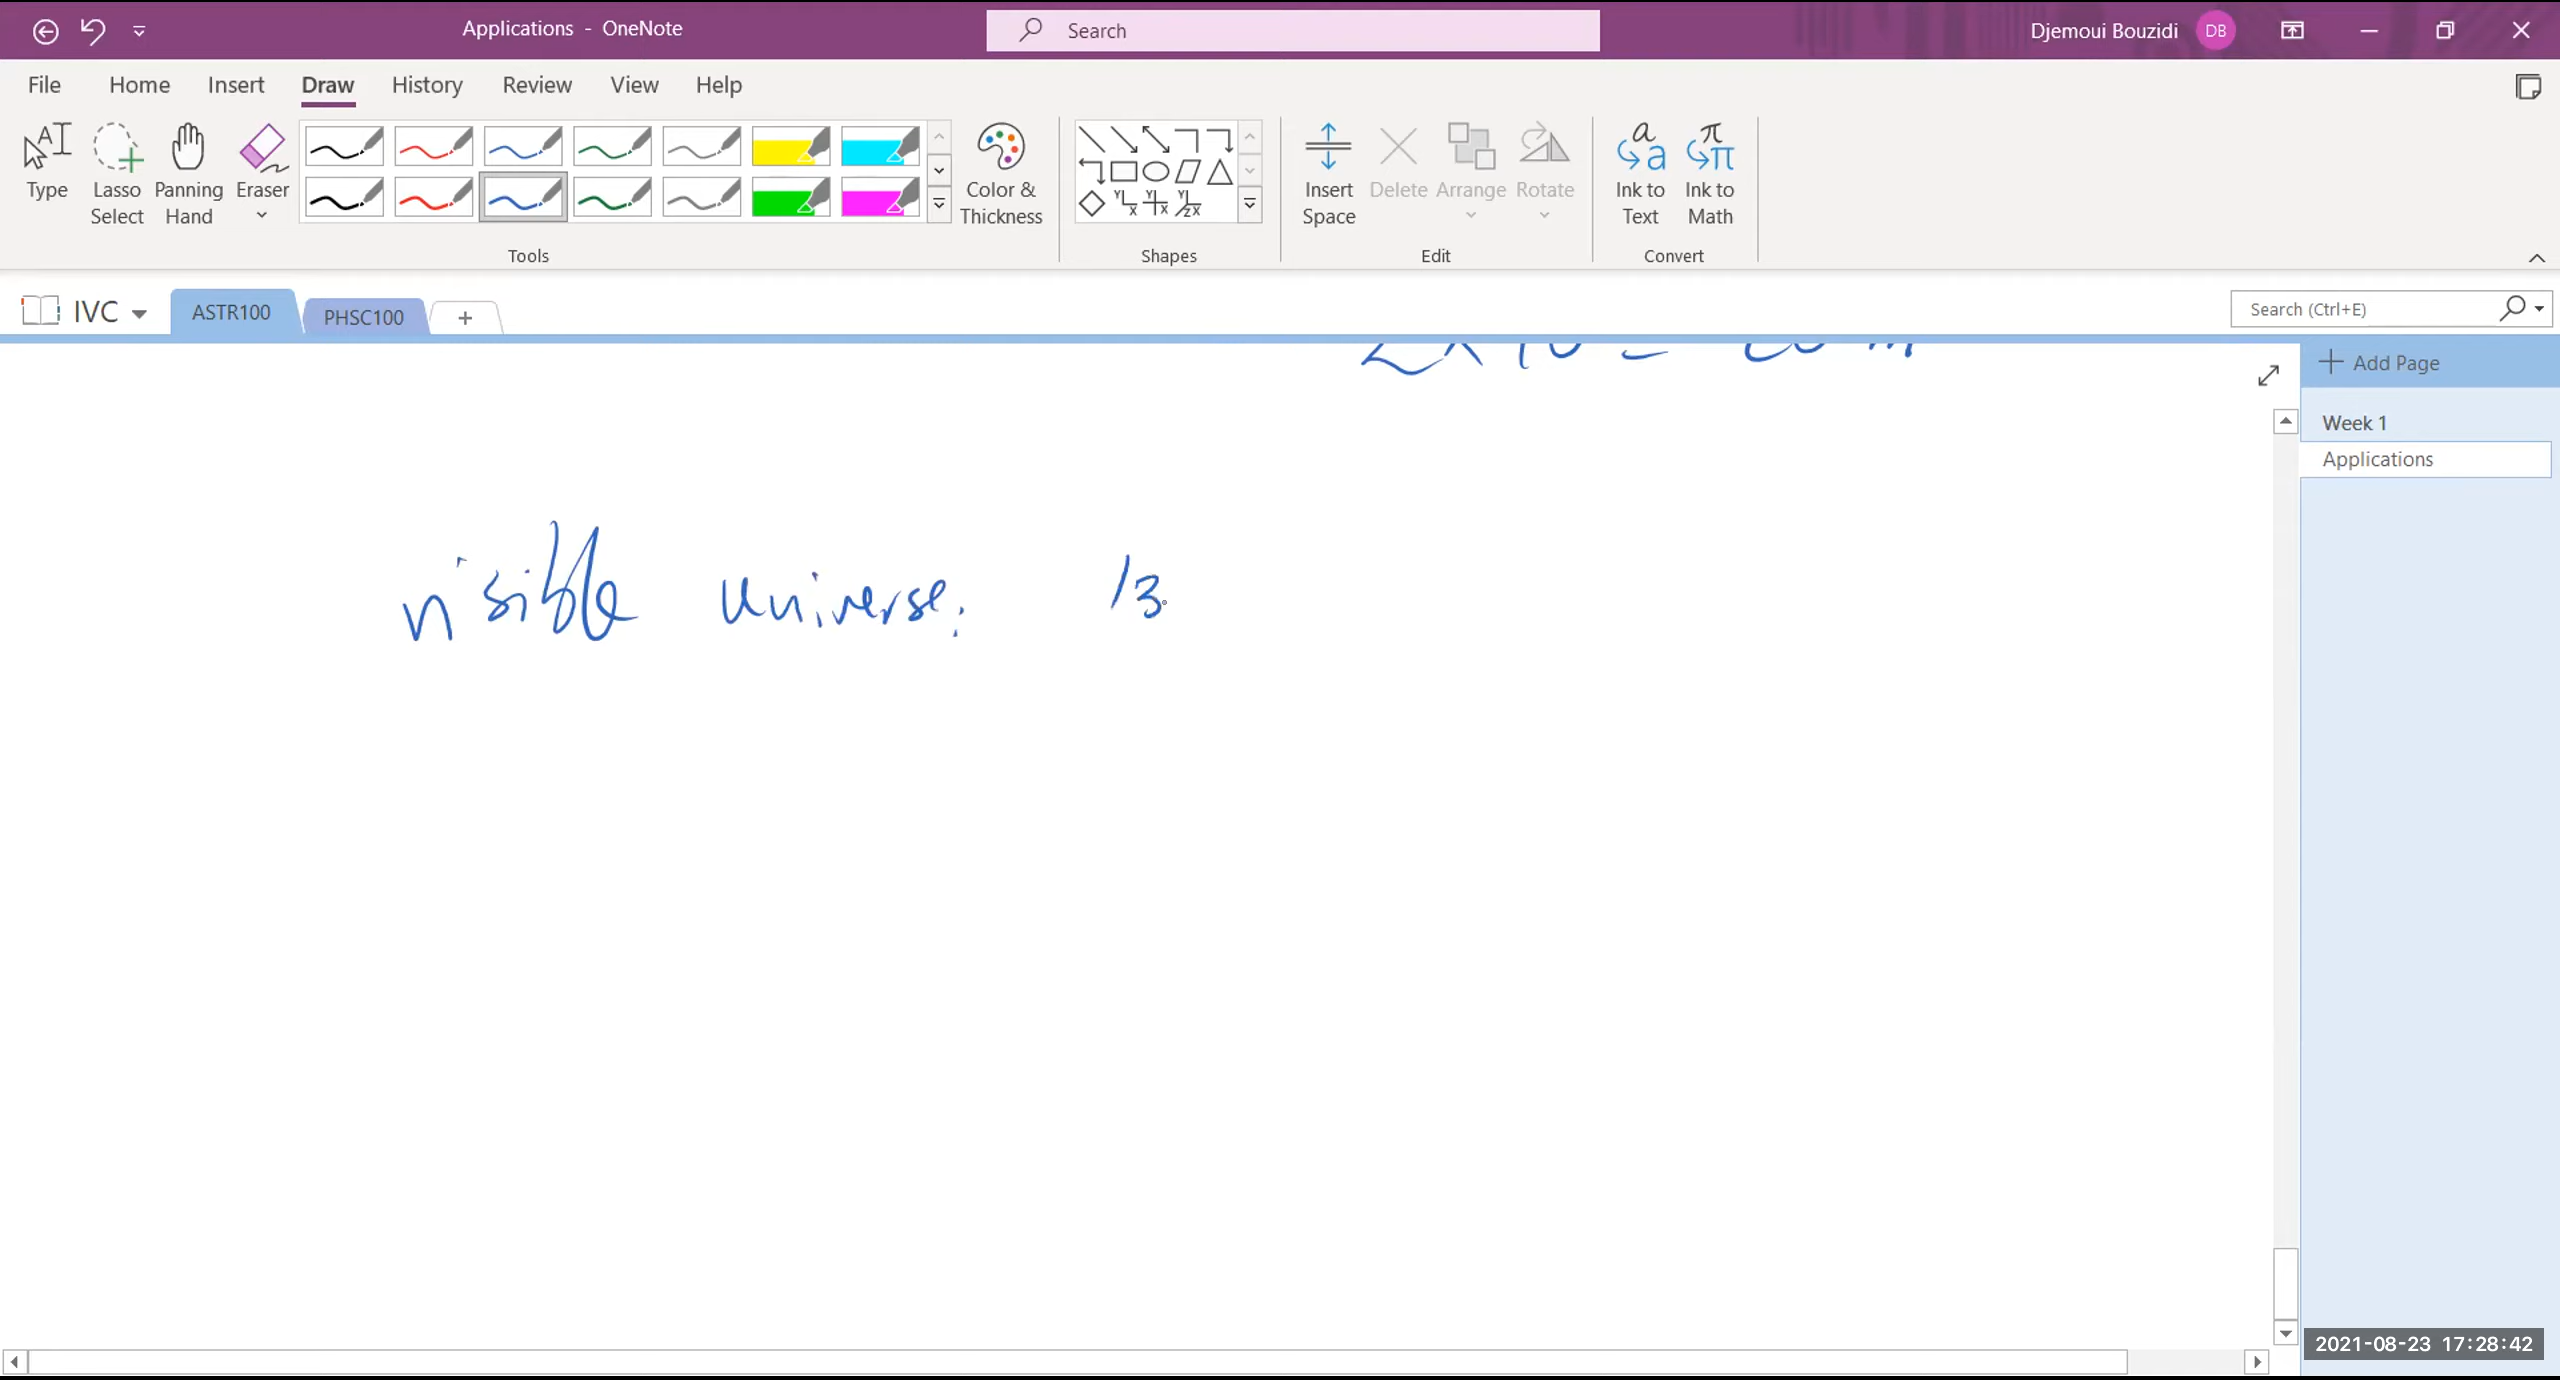 Applications - OneNote
Search
Djemoui Bouzidi DB
File Home Insert Draw History Review View Help
Type
Lasso Select
Panning Hand
Eraser
Color & Thickness
Insert Space
Delete
Arrange
Rotate
Ink to Text
Ink to Math
Tools
Shapes
Edit
Convert
IVC
ASTR100
PHSC100
+
Search (Ctrl+E)
Add Page
Week 1
Applications
visible universe: 13
2021-08-23 17:28:42